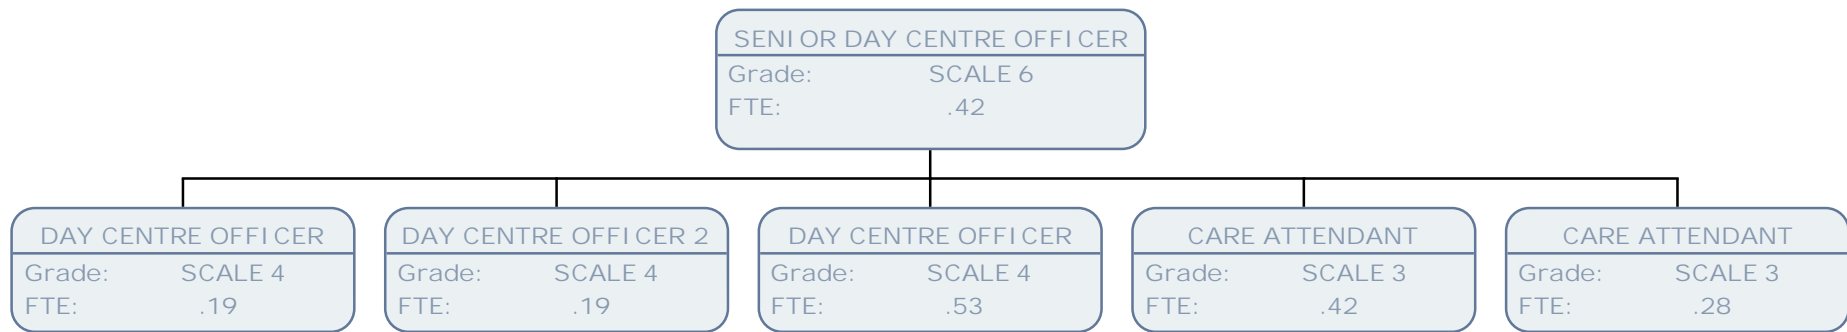 SENIOR DAY CENTRE OFFICER
Grade: SCALE 6
FTE: .42
DAY CENTRE OFFICER
Grade: SCALE 4
FTE: .19
DAY CENTRE OFFICER 2
Grade: SCALE 4
FTE: .19
DAY CENTRE OFFICER
Grade: SCALE 4
FTE: .53
CARE ATTENDANT
Grade: SCALE 3
FTE: .42
CARE ATTENDANT
Grade: SCALE 3
FTE: .28